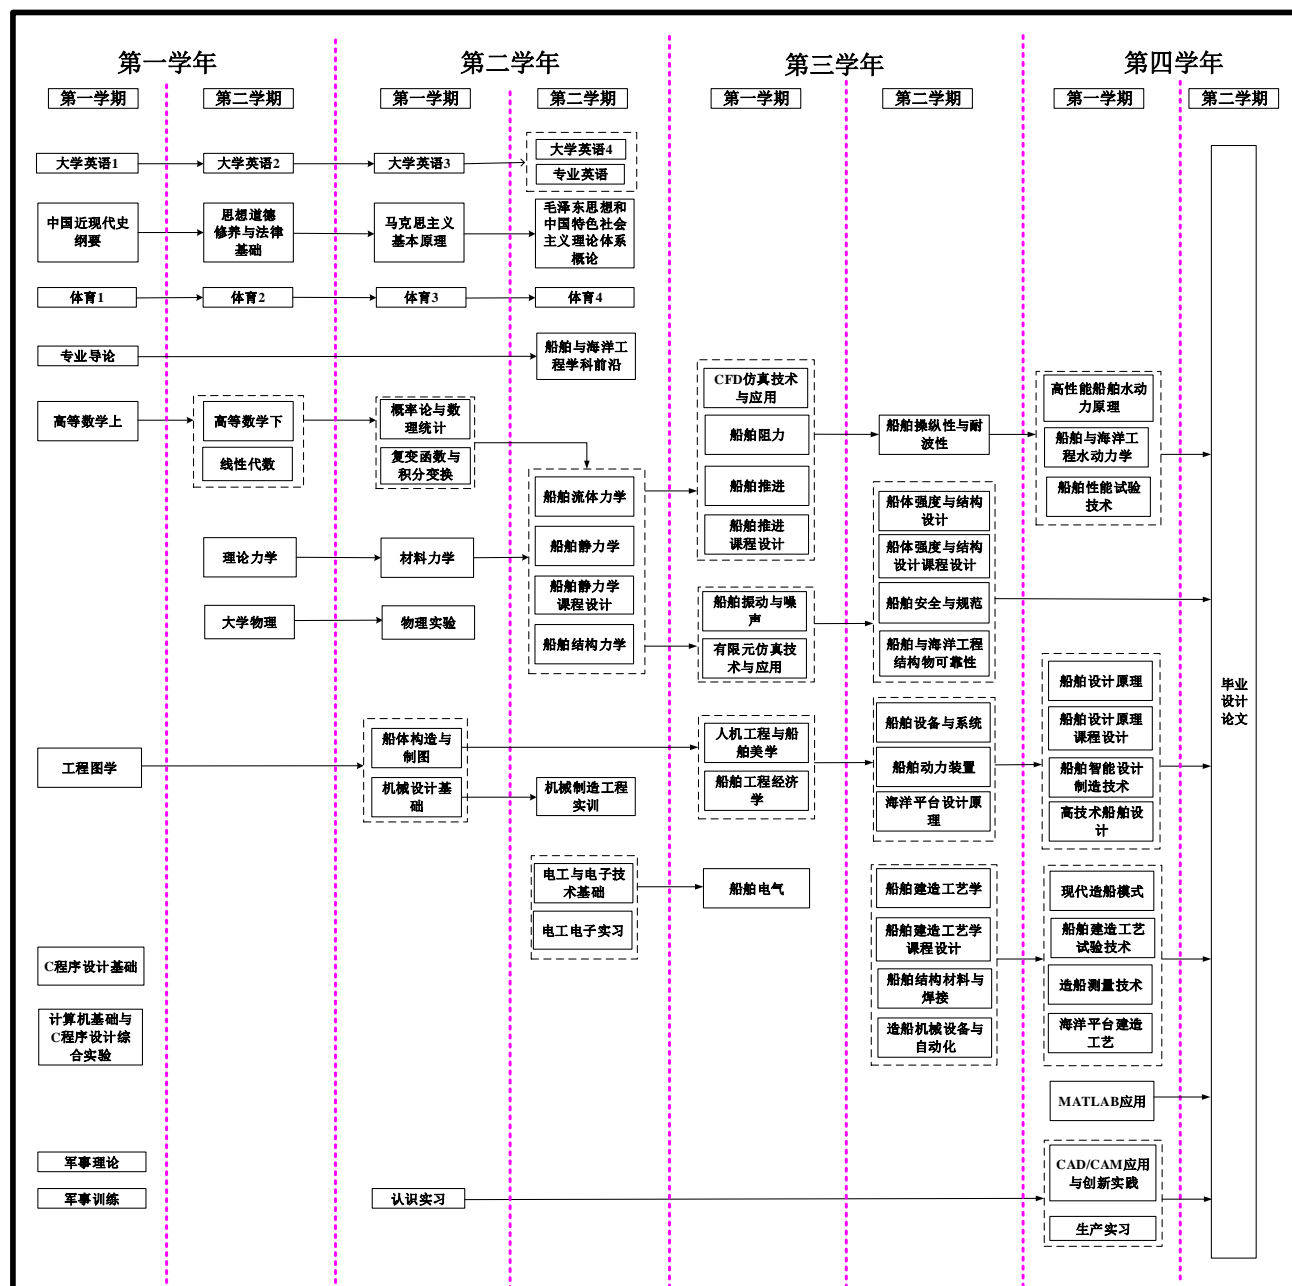 第一学年
第二学年
第三学年
第四学年
第一学期
第二学期
第一学期
第二学期
第一学期
第二学期
第一学期
第二学期
大学英语1
大学英语2
大学英语3
大学英语4
专业英语
中国近现代史
纲要
思想道德
修养与法律
基础
马克思主义
基本原理
毛泽东思想和
中国特色社会
主义理论体系
概论
体育1
体育2
体育3
体育4
专业导论
船舶与海洋工
程学科前沿
高等数学上
高等数学下
线性代数
概率论与数
理统计
复变函数与
积分变换
CFD仿真技术
与应用
船舶阻力
船舶推进
船舶推进
课程设计
船舶操纵性与耐
波性
高性能船舶水动
力原理
船舶与海洋工
程水动力学
船舶性能试验
技术
理论力学
材料力学
大学物理
物理实验
船舶流体力学
船舶静力学
船舶静力学
课程设计
船舶结构力学
船舶振动与噪
声
有限元仿真技
术与应用
船体强度与结构
设计
船体强度与结构
设计课程设计
船舶安全与规范
船舶与海洋工程
结构物可靠性
工程图学
船体构造与
制图
机械设计基
础
机械制造工程
实训
人机工程与船
舶美学
船舶工程经济
学
船舶设备与系统
船舶动力装置
海洋平台设计原
理
船舶设计原理
船舶设计原理
课程设计
船舶智能设计
制造技术
高技术船舶设
计
毕业
设计
论文
电工与电子技
术基础
电工电子实习
船舶电气
船舶建造工艺学
船舶建造工艺学
课程设计
船舶结构材料与
焊接
造船机械设备与
自动化
现代造船模式
船舶建造工艺
试验技术
造船测量技术
海洋平台建造
工艺
C程序设计基础
计算机基础与
C程序设计综
合实验
MATLAB应用
军事理论
军事训练
认识实习
CAD/CAM应用
与创新实践
生产实习